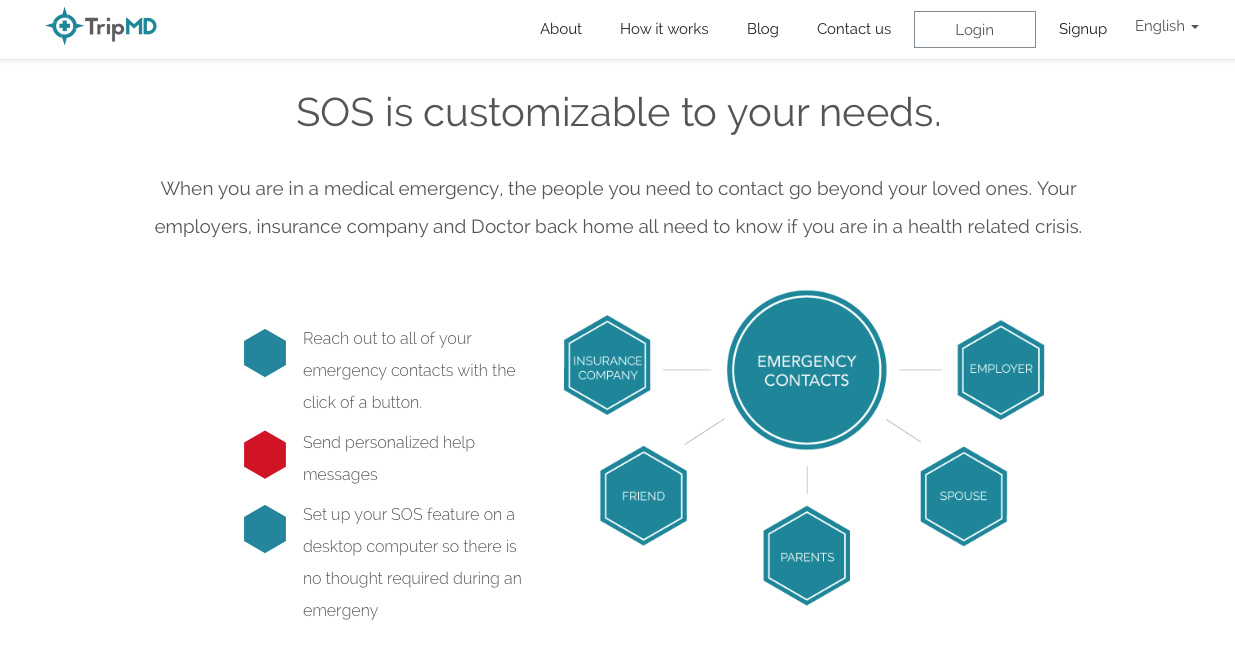 TripMD
About
How it works
Blog
Contact us
Login
Signup
English
SOS is customizable to your needs.
When you are in a medical emergency, the people you need to contact go beyond your loved ones. Your
employers, insurance company and Doctor back home all need to know if you are in a health related crisis.
Reach out to all of your
emergency contacts with the
click of a button.
Send personalized help
messages
Set up your SOS feature on a
desktop computer so there is
no thought required during an
emergeny
INSURANCE
COMPANY
EMERGENCY
CONTACTS
EMPLOYER
FRIEND
SPOUSE
PARENTS